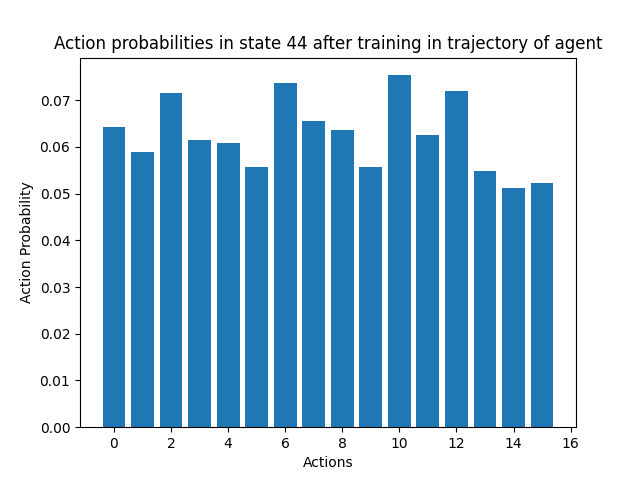 Action probabilities in state 44 after training in trajectory of agent
0.07
0.06
0.05
0.04
0.03
0.02
0.01
0.00
Action Probability
0 2 4 6 8 10 12 14 16
Actions